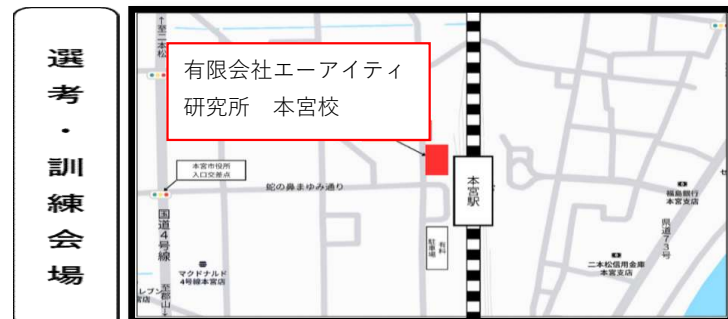 選考・訓練会場
↑至二本松
有限会社エーアイティ
研究所　本宮校
本宮市役所
入口交差点
蛇の鼻まゆみ通り
本宮駅
福島銀行
本宮支店
国道4号線
有料
駐車場
県道73号
マクドナルド
4号線本宮店
二本松信用金庫
本宮支店
至郡山→